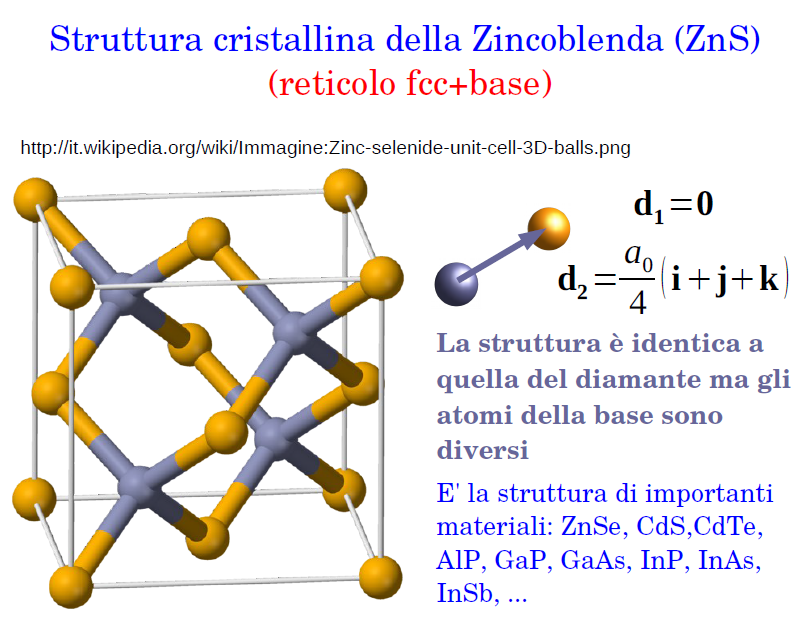 Struttura cristallina della Zincoblenda (ZnS)
(reticolo fcc+base)
http://it.wikipedia.org/wiki/Immagine:Zinc-selenide-unit-cell-3D-balls.png
d₁=0
d₂=a₀/4(i+j+k)
La struttura è identica a
quella del diamante ma gli
atomi della base sono
diversi
E' la struttura di importanti
materiali: ZnSe, CdS,CdTe,
AlP, GaP, GaAs, InP, InAs,
InSb, ...